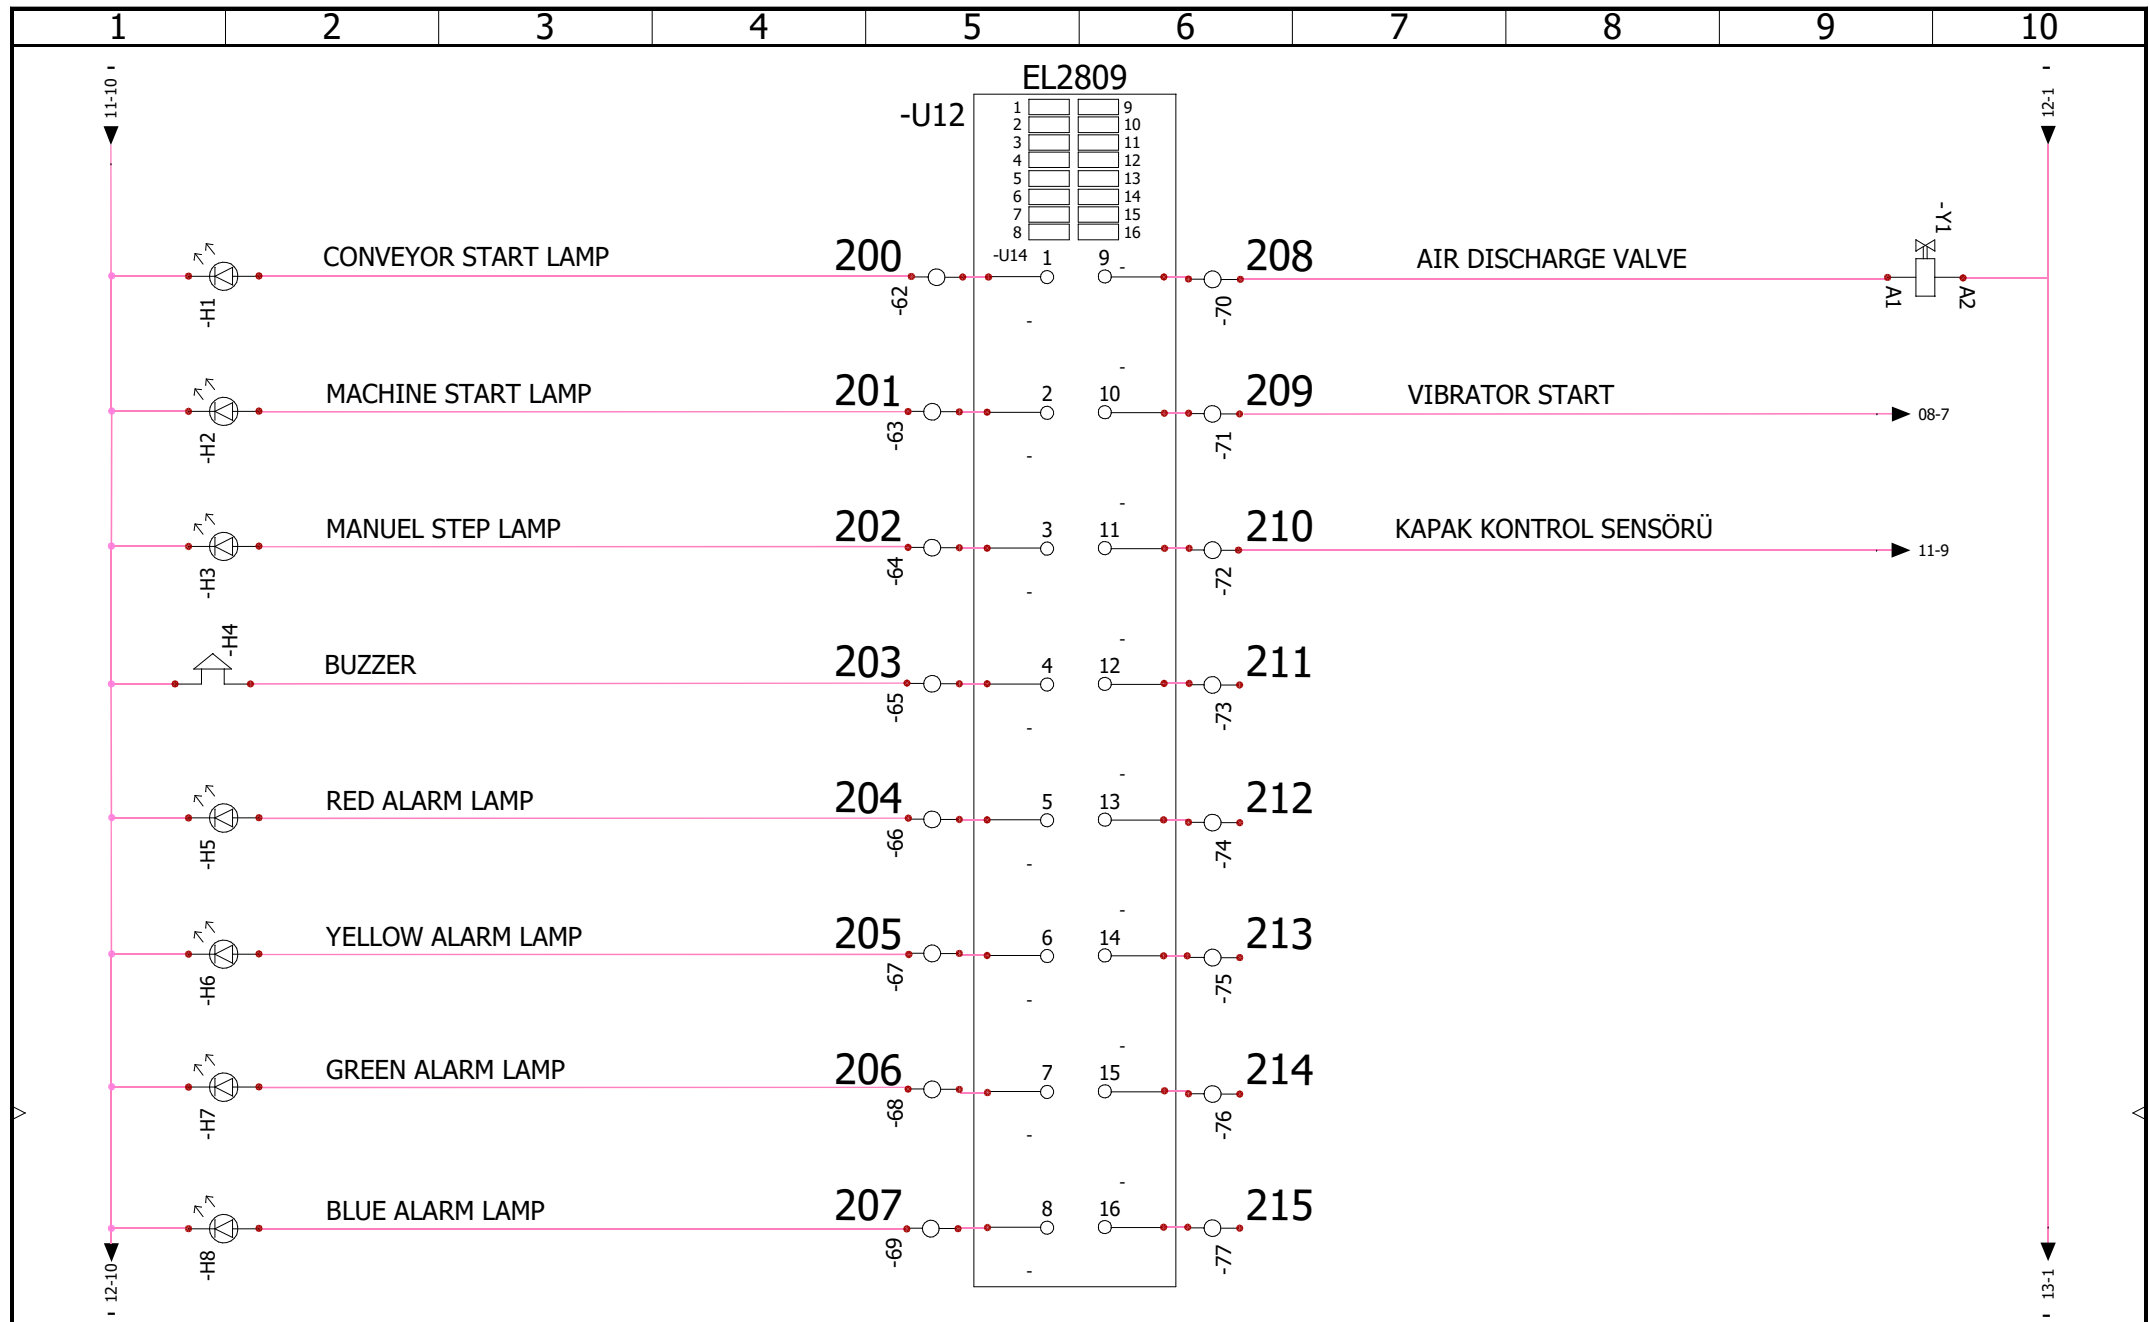 1 2 3 4 5 6 7 8 9 10
- 11-10
EL2809
- 12-1
-U12
1 9
2 10
3 11
4 12
5 13
6 14
7 15
8 16
-H1 CONVEYOR START LAMP 200 -62 -U14 1 9 - -70 208 AIR DISCHARGE VALVE A1 -Y1 A2
-
-H2 MACHINE START LAMP 201 -63 2 10 - -71 209 VIBRATOR START 08-7
-
-H3 MANUEL STEP LAMP 202 -64 3 11 - -72 210 KAPAK KONTROL SENSÖRÜ 11-9
-
-H4 BUZZER 203 -65 4 12 - -73 211
-
-H5 RED ALARM LAMP 204 -66 5 13 - -74 212
-
-H6 YELLOW ALARM LAMP 205 -67 6 14 - -75 213
-
-H7 GREEN ALARM LAMP 206 -68 7 15 - -76 214
-
-H8 BLUE ALARM LAMP 207 -69 8 16 - -77 215
-
- 12-10
- 13-1